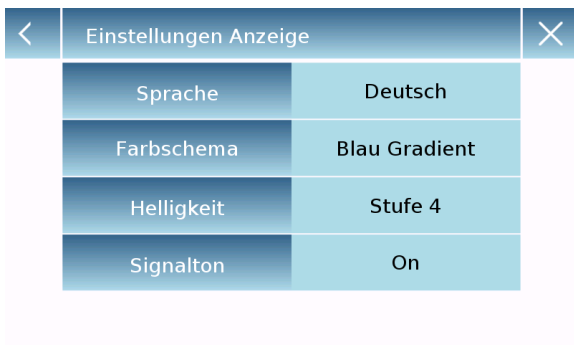 Einstellungen Anzeige
Sprache Deutsch
Farbschema Blau Gradient
Helligkeit Stufe 4
Signalton On